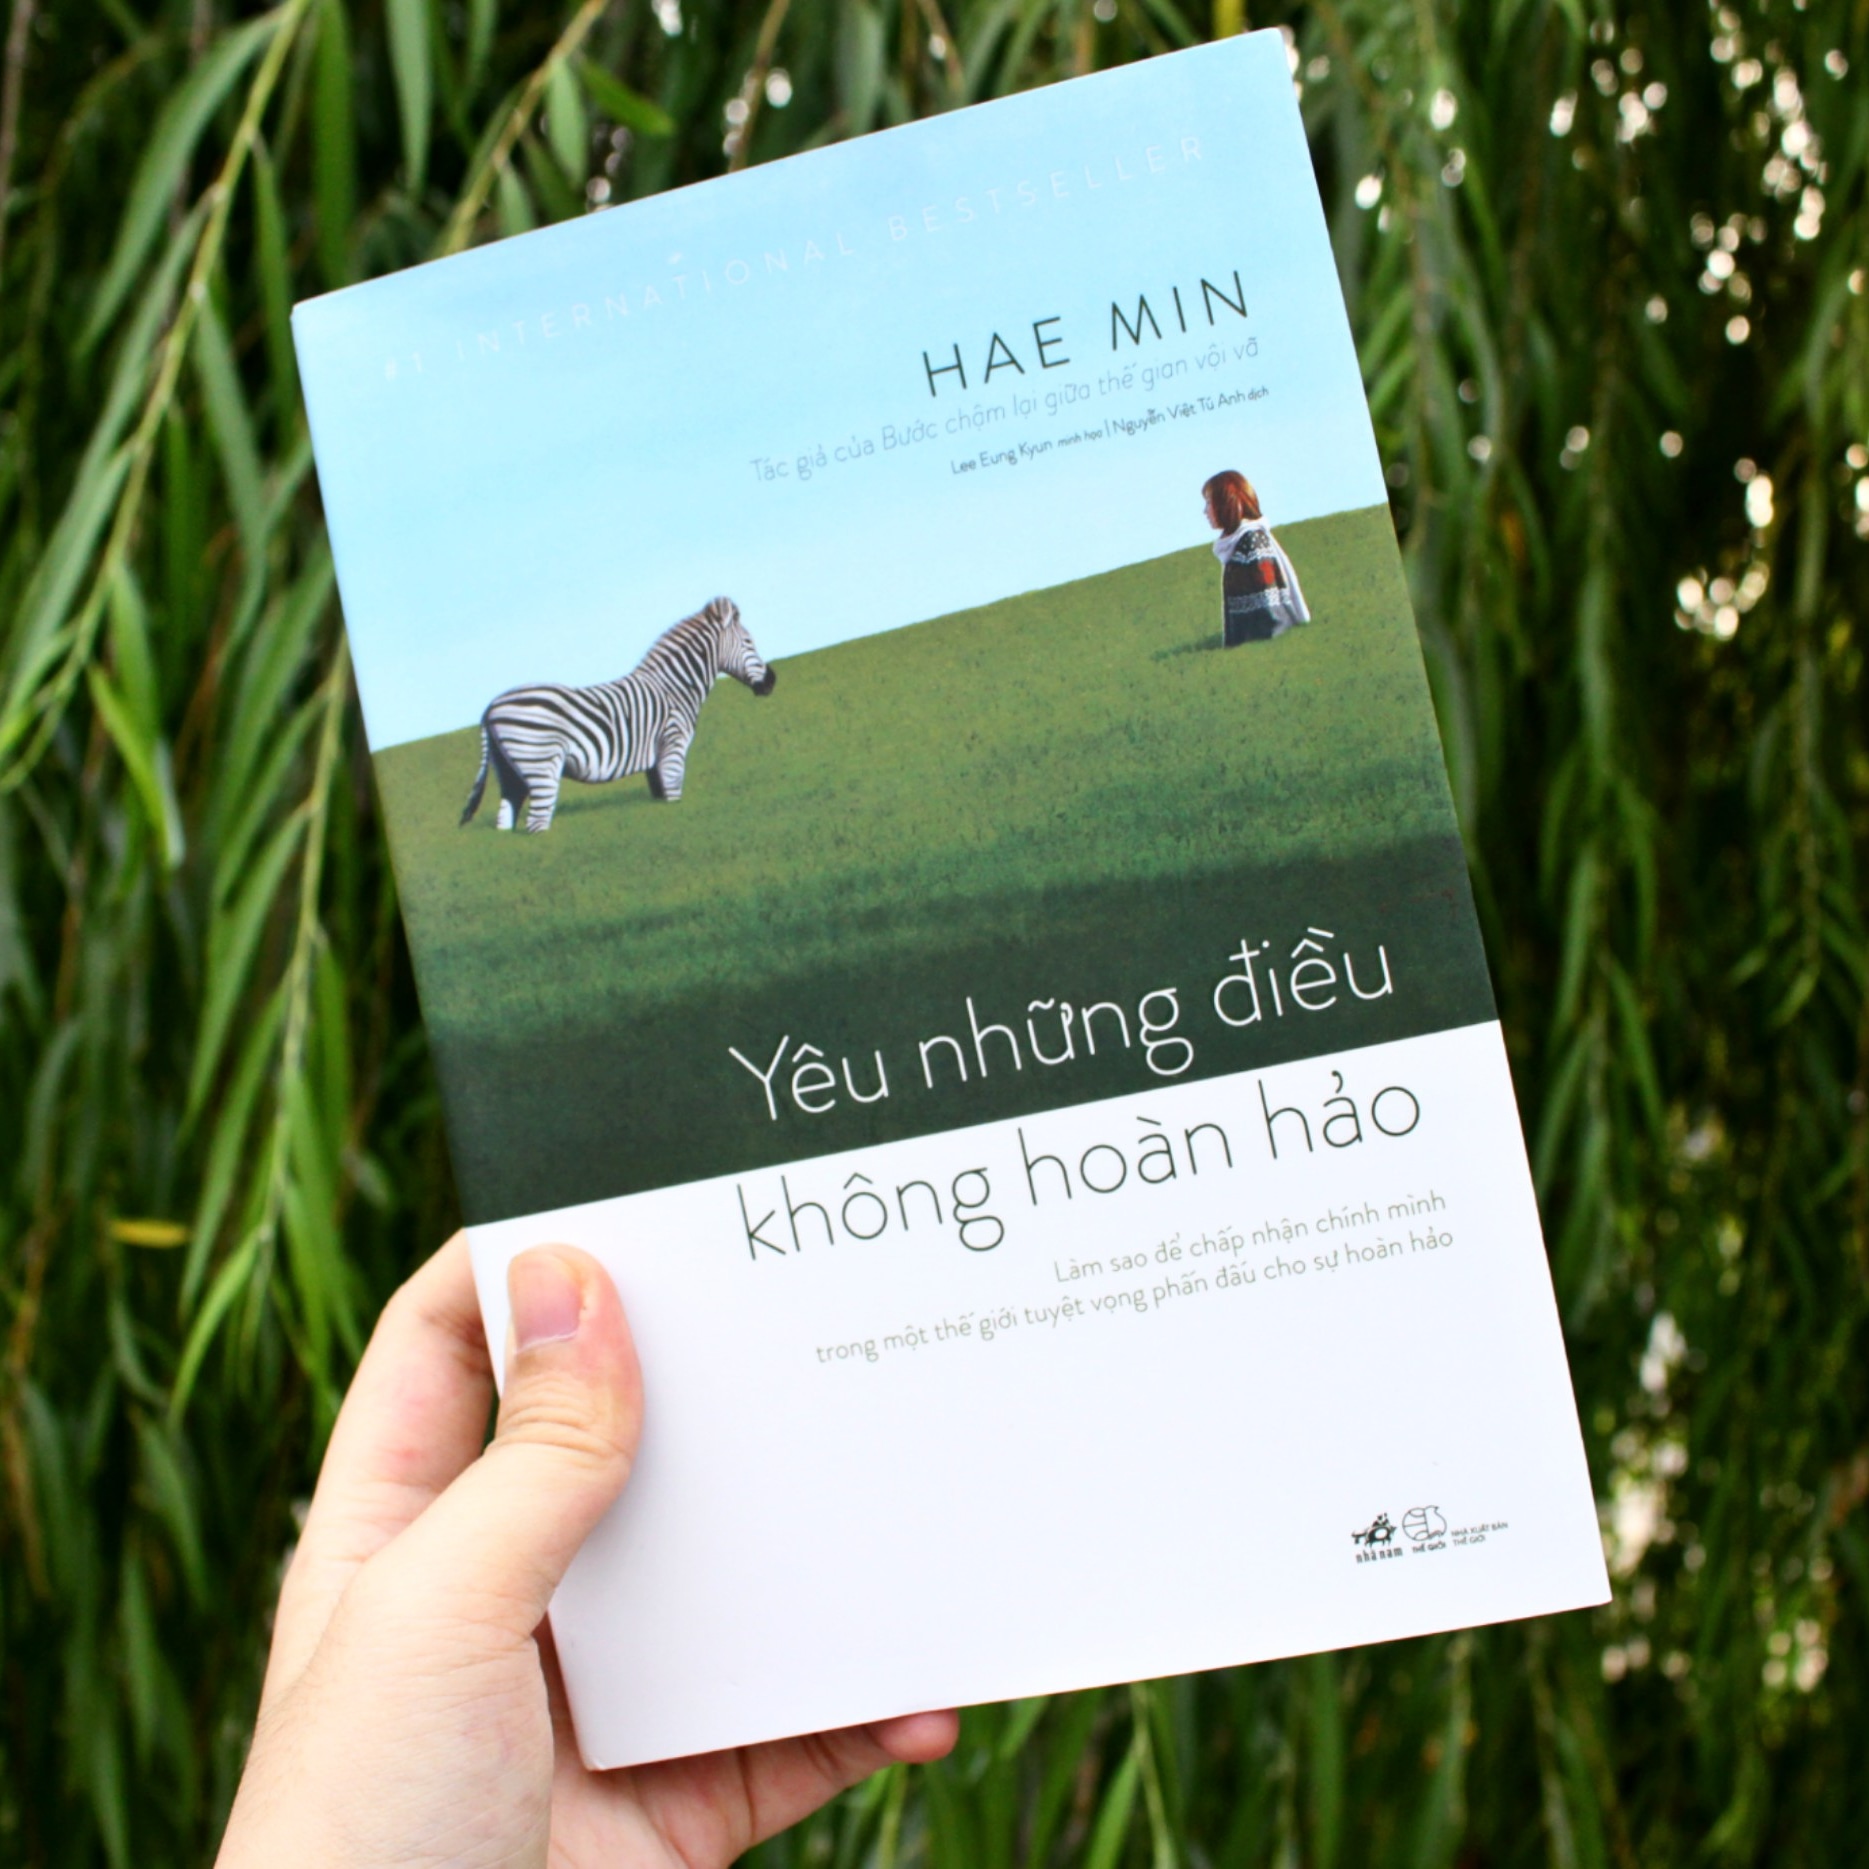 #1 INTERNATIONAL BESTSELLER
HAE MIN
Tác giả của Bước chậm lại giữa thế gian vội vã
Lee Eung Kyun minh họa | Nguyễn Việt Tú Anh dịch
Yêu những điều
không hoàn hảo
Làm sao để chấp nhận chính mình
trong một thế giới tuyệt vọng phấn đấu cho sự hoàn hảo
nhã nam
THẾ GIỚI
NHÀ XUẤT BẢN
THẾ GIỚI